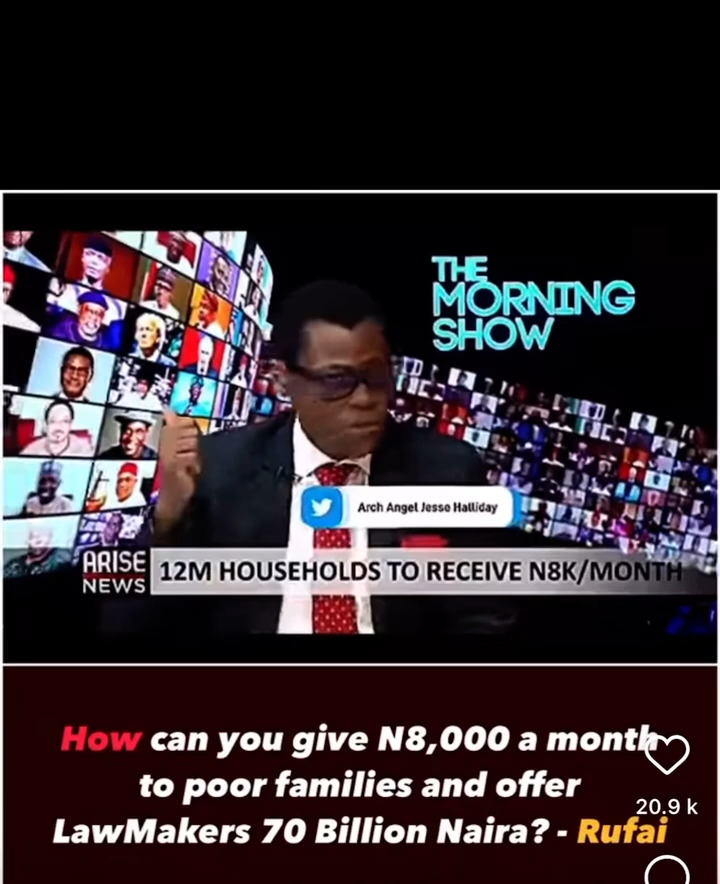 THE
MORNING
SHOW
Arch Angel Jesse Halliday
ARISE
NEWS
12M HOUSEHOLDS TO RECEIVE N8K/MONTH
How can you give N8,000 a month
to poor families and offer
LawMakers 70 Billion Naira? - Rufai
20.9 k